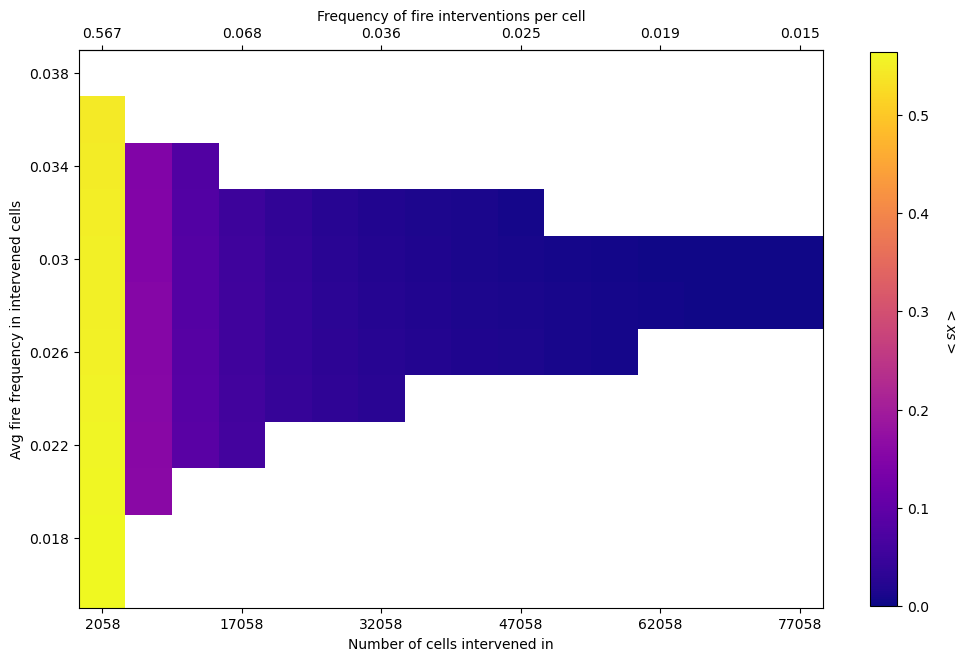 Frequency of fire interventions per cell
0.567 0.068 0.036 0.025 0.019 0.015
0.038
0.034
0.03
0.026
0.022
0.018
Avg fire frequency in intervened cells
2058 17058 32058 47058 62058 77058
Number of cells intervened in
0.5
0.4
0.3
0.2
0.1
0.0
< xs >